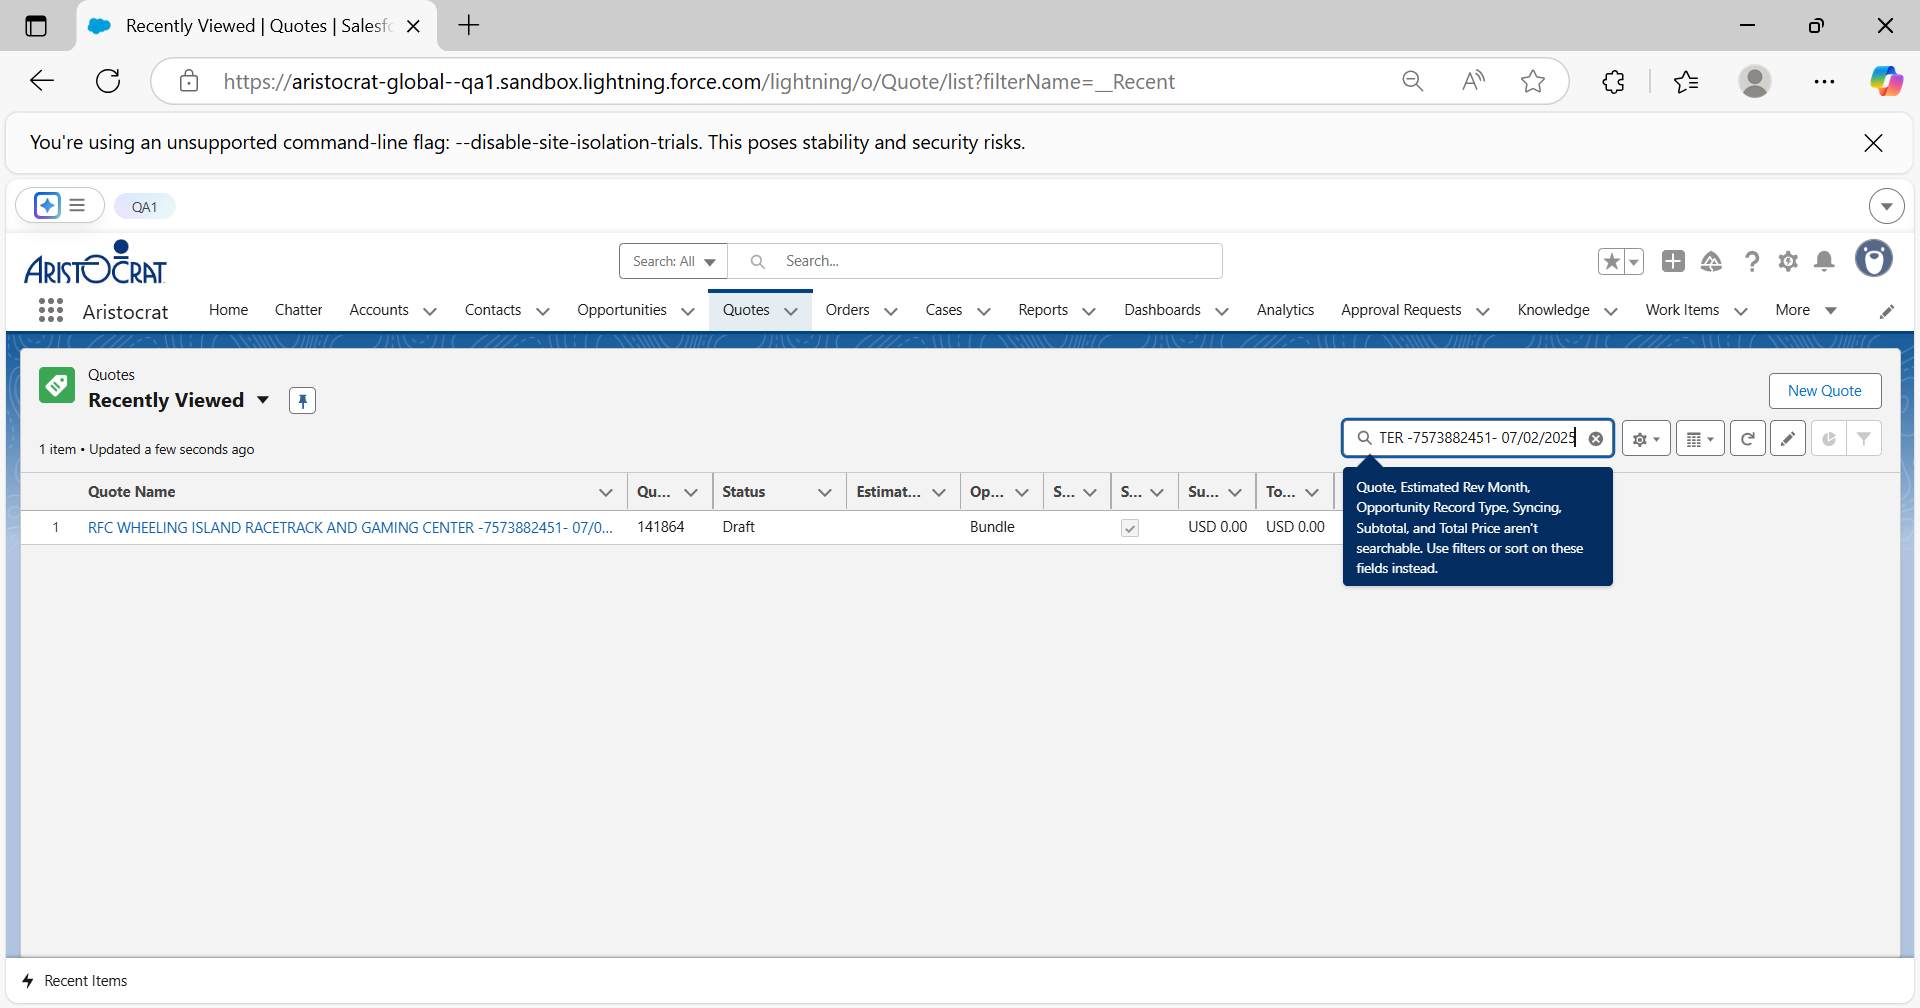 Recently Viewed | Quotes | Salesfc
https://aristocrat-global--qa1.sandbox.lightning.force.com/lightning/o/Quote/list?filterName=__Recent
You're using an unsupported command-line flag: --disable-site-isolation-trials. This poses stability and security risks.
QA1
ARISTOCRAT
Search: All
Search...
Aristocrat
Home
Chatter
Accounts
Contacts
Opportunities
Quotes
Orders
Cases
Reports
Dashboards
Analytics
Approval Requests
Knowledge
Work Items
More
Quotes
Recently Viewed
New Quote
1 item • Updated a few seconds ago
TER -7573882451- 07/02/2025
Quote Name
Qu...
Status
Estimat...
Op...
S...
S...
Su...
To...
1
RFC WHEELING ISLAND RACETRACK AND GAMING CENTER -7573882451- 07/0...
141864
Draft
Bundle
USD 0.00
USD 0.00
Quote, Estimated Rev Month,
Opportunity Record Type, Syncing,
Subtotal, and Total Price aren't
searchable. Use filters or sort on these
fields instead.
Recent Items